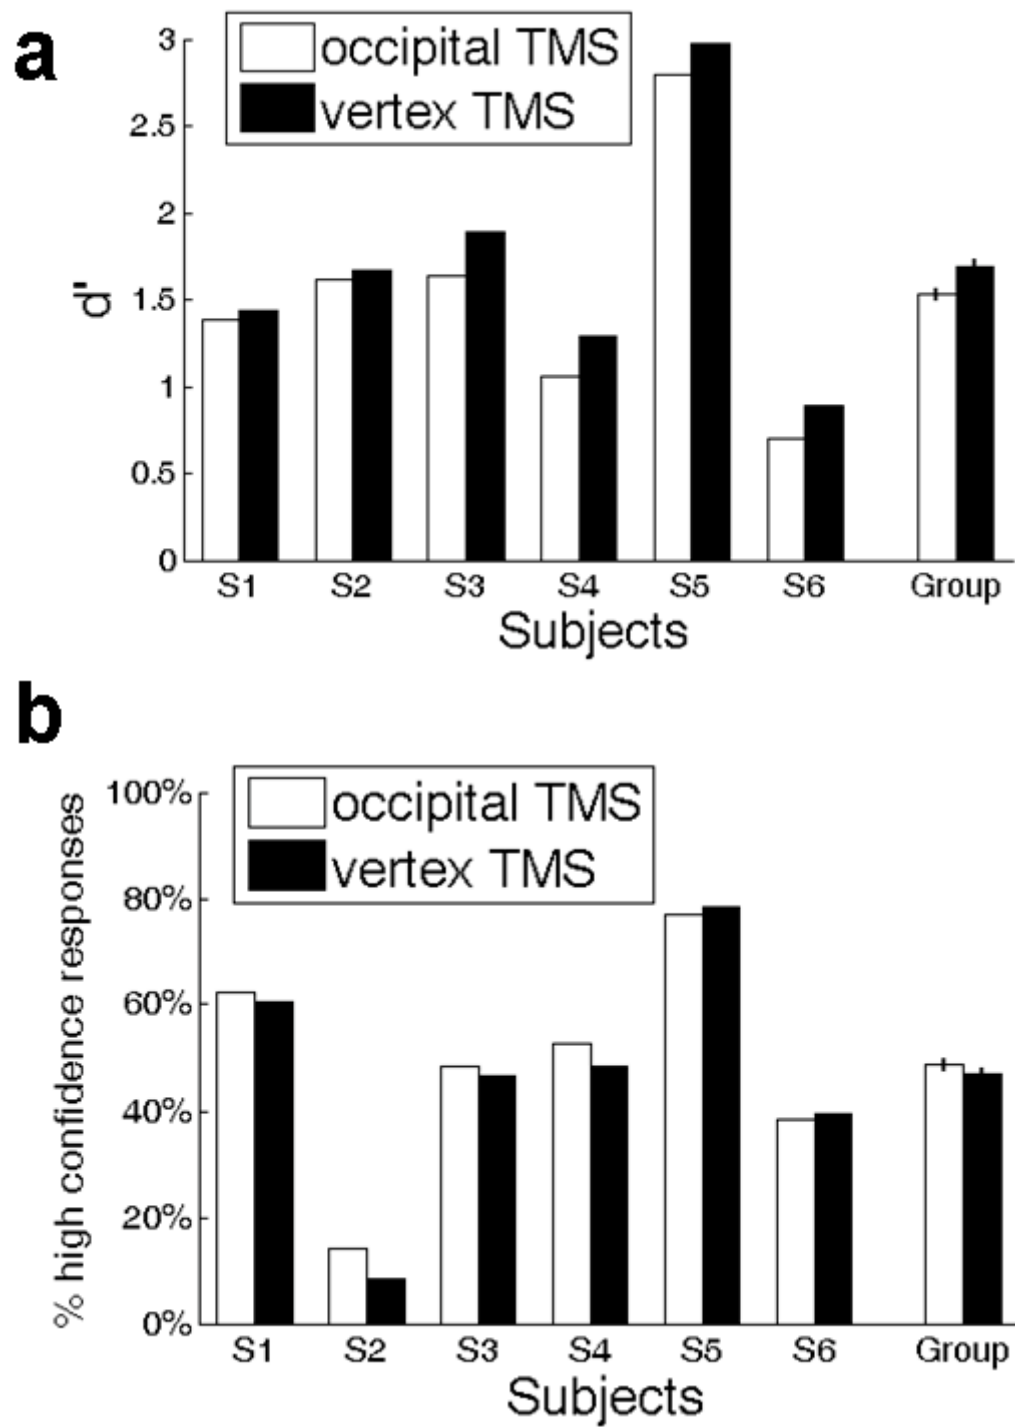 a
occipital TMS
vertex TMS
3
2.5
2
1.5
1
0.5
0
d'
S1 S2 S3 S4 S5 S6 Group
Subjects
b
occipital TMS
vertex TMS
100%
80%
60%
40%
20%
0%
% high confidence responses
S1 S2 S3 S4 S5 S6 Group
Subjects